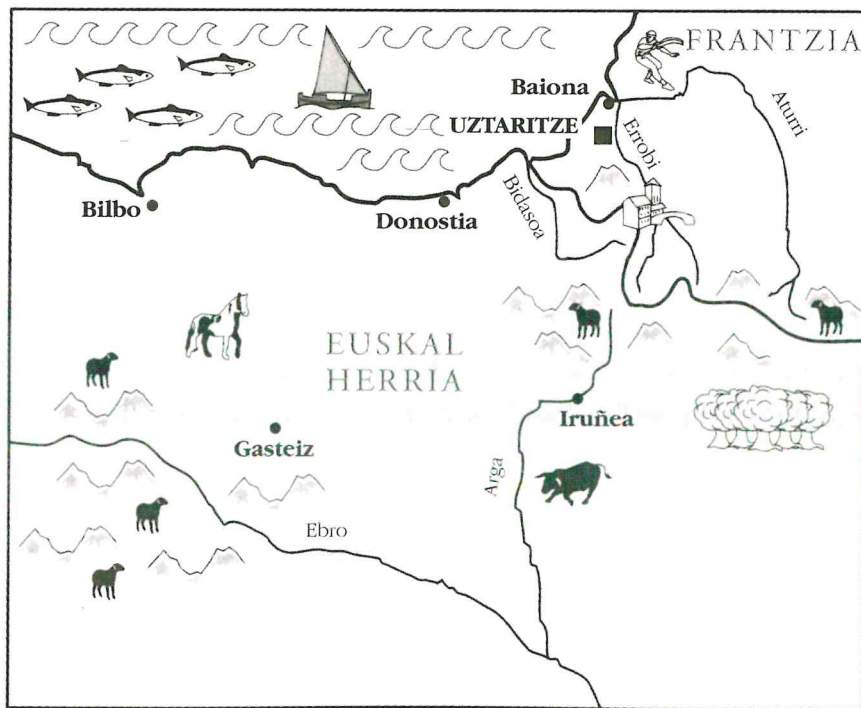 FRANTZIA
Baiona
UZTARITZE
Errobi
Aturri
Bilbo
Donostia
Bidasoa
EUSKAL
HERRIA
Iruñea
Gasteiz
Arga
Ebro